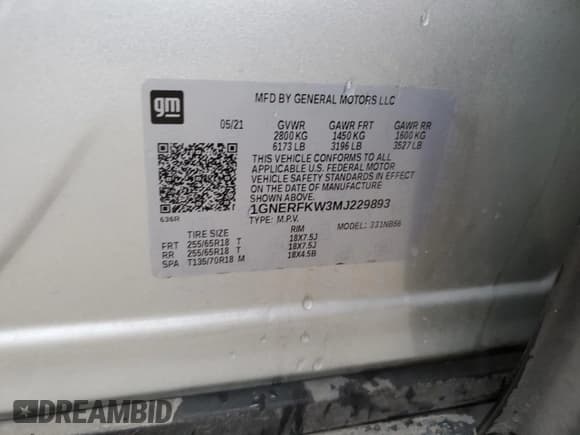 gm
MFD BY GENERAL MOTORS LLC
05/21 GVWR GAWR FRT GAWR RR
2800 KG 1450 KG 1600 KG
6173 LB 3196 LB 3527 LB
THIS VEHICLE CONFORMS TO ALL
APPLICABLE U.S. FEDERAL MOTOR
VEHICLE SAFETY STANDARDS IN EFFECT
ON THE DATE OF MANUFACTURE
SHOWN ABOVE.
636R 1GNERFKW3MJ229893
TYPE: M.P.V. MODEL: 331NB56
TIRE SIZE RIM
FRT 255/65R18 T 18X7.5J
RR 255/65R18 T 18X7.5J
SPA T135/70R18 M 18X4.5B
DREAMBID